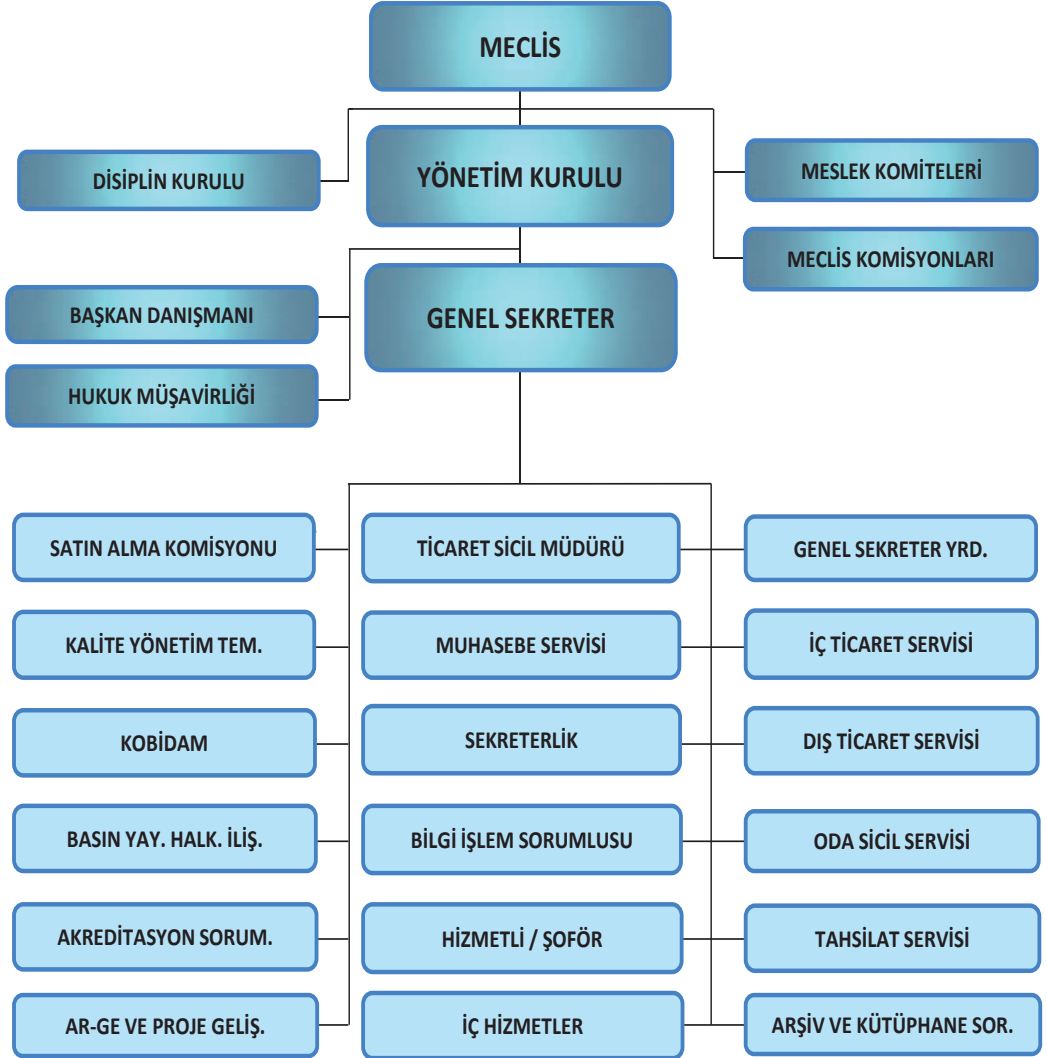 MECLİS
DİSİPLİN KURULU
YÖNETİM KURULU
MESLEK KOMİTELERİ
MECLİS KOMİSYONLARI
BAŞKAN DANIŞMANI
GENEL SEKRETER
HUKUK MÜŞAVİRLİĞİ
SATIN ALMA KOMİSYONU
TİCARET SİCİL MÜDÜRÜ
GENEL SEKRETER YRD.
KALİTE YÖNETİM TEM.
MUHASEBE SERVİSİ
İÇ TİCARET SERVİSİ
KOBİDAM
SEKRETERLİK
DIŞ TİCARET SERVİSİ
BASIN YAY. HALK. İLİŞ.
BİLGİ İŞLEM SORUMLUSU
ODA SİCİL SERVİSİ
AKREDİTASYON SORUM.
HİZMETLİ / ŞOFÖR
TAHSİLAT SERVİSİ
AR-GE VE PROJE GELİŞ.
İÇ HİZMETLER
ARŞİV VE KÜTÜPHANE SOR.